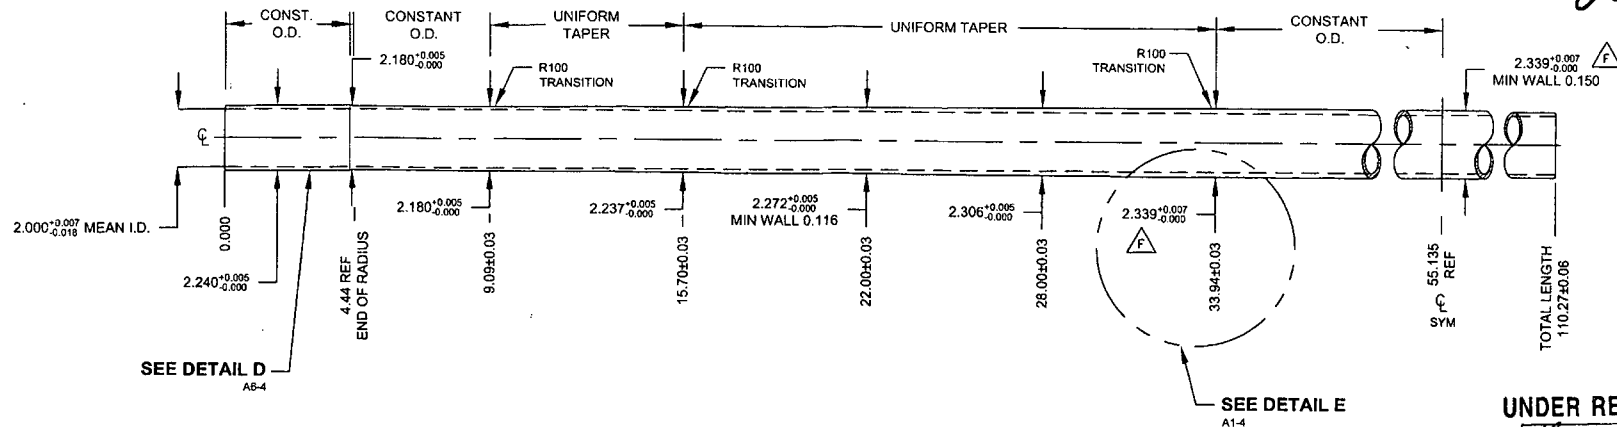 CONST.
O.D.
CONSTANT
O.D.
UNIFORM
TAPER
UNIFORM TAPER
CONSTANT
O.D.
2.180+0.005
-0.000
R100
TRANSITION
R100
TRANSITION
R100
TRANSITION
2.339+0.007
-0.000
MIN WALL 0.150
F
℄
2.000+0.007
-0.018 MEAN I.D.
0.000
2.240+0.005
-0.000
4.44 REF
END OF RADIUS
2.180+0.005
-0.000
9.09±0.03
2.237+0.005
-0.000
15.70±0.03
2.272+0.005
-0.000
MIN WALL 0.116
22.00±0.03
2.306+0.005
-0.000
28.00±0.03
2.339+0.007
-0.000
F
33.94±0.03
55.135
REF
℄
SYM
TOTAL LENGTH
110.27±0.06
SEE DETAIL D
A6-4
SEE DETAIL E
A1-4
UNDER RE